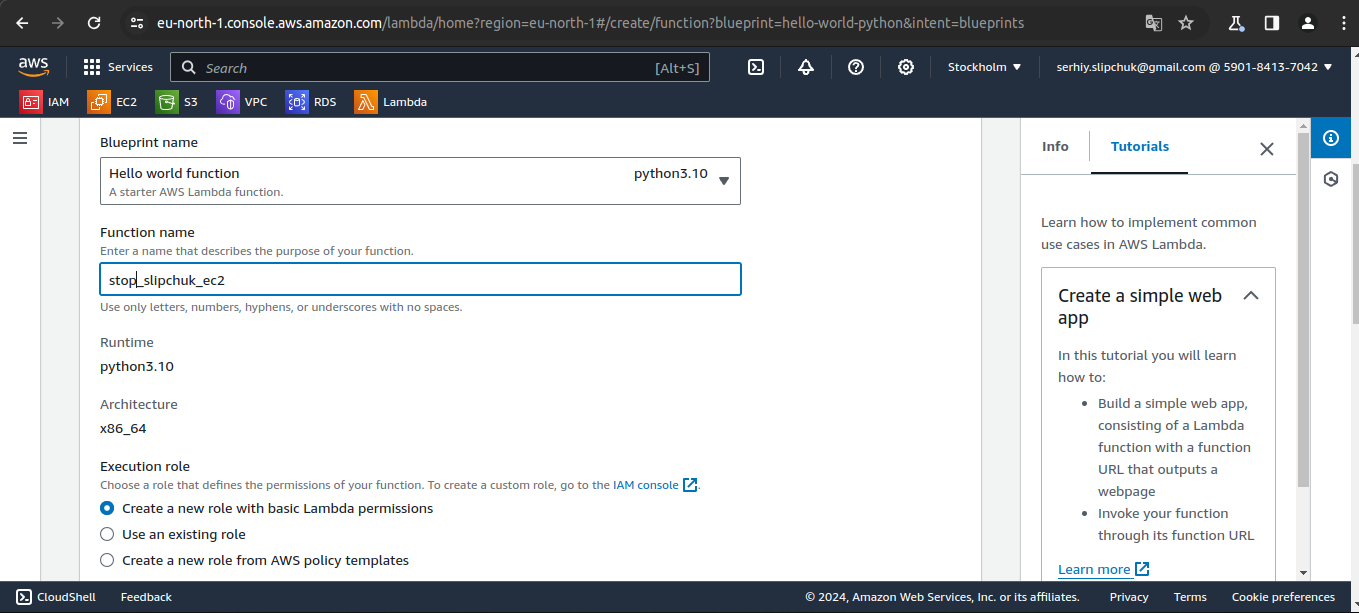 eu-north-1.console.aws.amazon.com/lambda/home?region=eu-north-1#/create/function?blueprint=hello-world-python&intent=blueprints
aws Services Search [Alt+S] Stockholm serhiy.slipchuk@gmail.com @ 5901-8413-7042
IAM EC2 S3 VPC RDS Lambda
Blueprint name
Hello world function python3.10
A starter AWS Lambda function.
Function name
Enter a name that describes the purpose of your function.
stop_slipchuk_ec2
Use only letters, numbers, hyphens, or underscores with no spaces.
Runtime
python3.10
Architecture
x86_64
Execution role
Choose a role that defines the permissions of your function. To create a custom role, go to the IAM console.
Create a new role with basic Lambda permissions
Use an existing role
Create a new role from AWS policy templates
Info Tutorials
Learn how to implement common
use cases in AWS Lambda.
Create a simple web
app
In this tutorial you will learn
how to:
• Build a simple web app,
consisting of a Lambda
function with a function
URL that outputs a
webpage
• Invoke your function
through its function URL
Learn more
CloudShell Feedback © 2024, Amazon Web Services, Inc. or its affiliates. Privacy Terms Cookie preferences